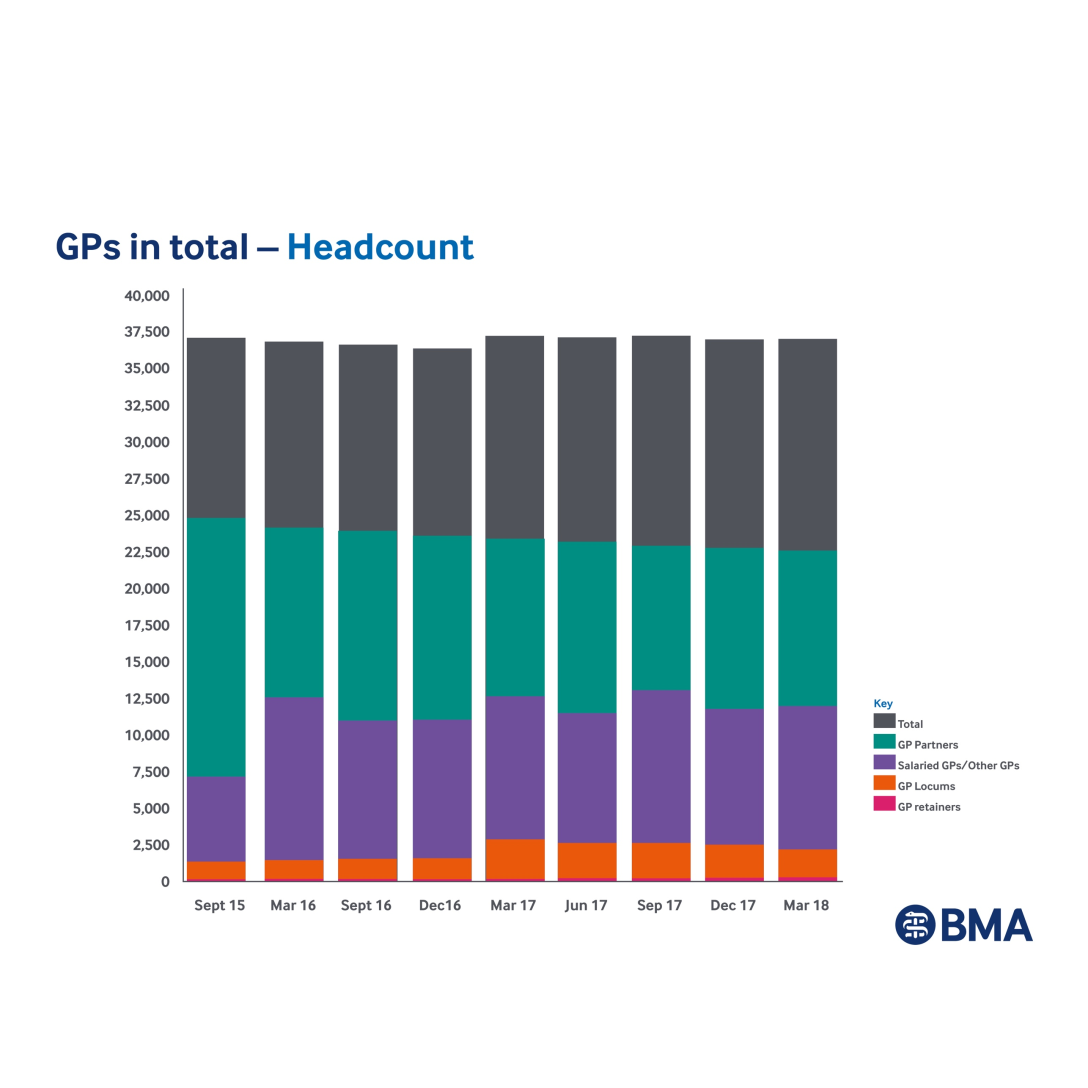 GPs in total – Headcount
40,000
37,500
35,000
32,500
30,000
27,500
25,000
22,500
20,000
17,500
15,000
12,500
10,000
7,500
5,000
2,500
0
Sept 15 Mar 16 Sept 16 Dec16 Mar 17 Jun 17 Sep 17 Dec 17 Mar 18
Key
Total
GP Partners
Salaried GPs/Other GPs
GP Locums
GP retainers
BMA